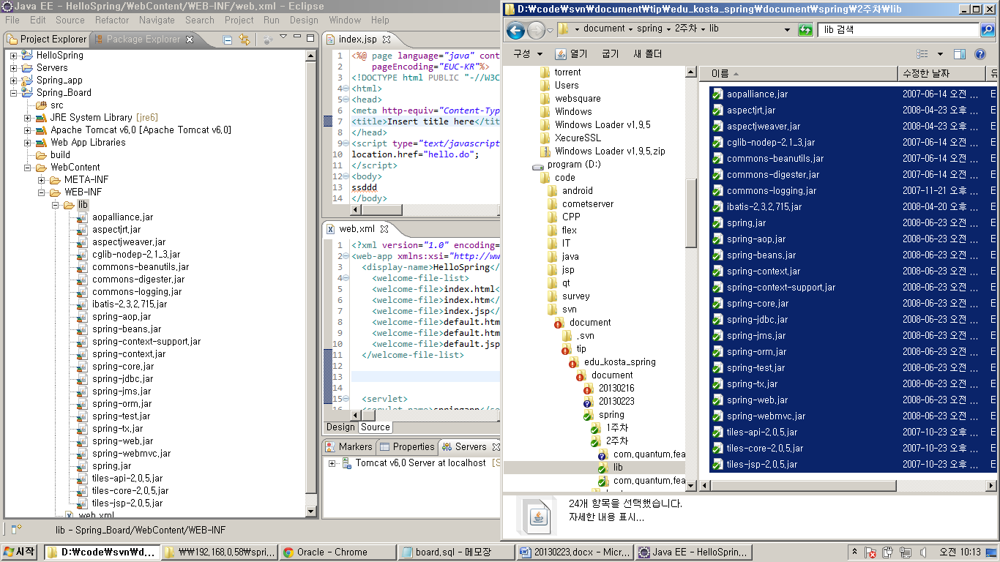 Java EE - HelloSpring/WebContent/WEB-INF/web.xml - Eclipse
File Edit Source Refactor Navigate Search Project Run Design Window Help
Project Explorer Package Explorer
HelloSpring
Servers
Spring_app
Spring_Board
src
JRE System Library [jre6]
Apache Tomcat v6.0 [Apache Tomcat v6.0]
Web App Libraries
build
WebContent
META-INF
WEB-INF
lib
aopalliance.jar
aspectjrt.jar
aspectjweaver.jar
cglib-nodep-2.1_3.jar
commons-beanutils.jar
commons-digester.jar
commons-logging.jar
ibatis-2.3.2.715.jar
spring-aop.jar
spring-beans.jar
spring-context-support.jar
spring-context.jar
spring-core.jar
spring-jdbc.jar
spring-jms.jar
spring-orm.jar
spring-test.jar
spring-tx.jar
spring-web.jar
spring-webmvc.jar
spring.jar
tiles-api-2.0.5.jar
tiles-core-2.0.5.jar
tiles-jsp-2.0.5.jar
web.xml
lib - Spring_Board/WebContent/WEB-INF
index.jsp
1 <%@ page language="java" cont
2 pageEncoding="EUC-KR"%>
3 <!DOCTYPE html PUBLIC "-//W3C
4 <html>
5 <head>
6 <meta http-equiv="Content-Typ
7 <title>Insert title here</tit
8 </head>
9 <script type="text/javascript
10 location.href="hello.do";
11 </script>
12 <body>
13 ssddd
14 </body>
web.xml
1 <?xml version="1.0" encoding=
2 <web-app xmlns:xsi="http://ww
3 <display-name>HelloSpring</
4 <welcome-file-list>
5 <welcome-file>index.html<
6 <welcome-file>index.htm</
7 <welcome-file>index.jsp</
8 <welcome-file>default.htm
9 <welcome-file>default.htm
10 <welcome-file>default.jsp
11 </welcome-file-list>
12
13
14
15 <servlet>
16 <servlet-name>springapp</se
Design Source
Markers Properties Servers
Tomcat v6.0 Server at localhost [S
D:₩code₩svn₩document₩tip₩edu_kosta_spring₩document₩spring₩2주차₩lib
document spring 2주차 lib
lib 검색
구성 열기 굽기 새 폴더
torrent
Users
websquare
Windows
Windows Loader v1.9.5
XecureSSL
Windows Loader v1.9.5.zip
program (D:)
code
android
cometserver
CPP
flex
IT
java
jsp
qt
survey
svn
document
.svn
tip
edu_kosta_spring
document
20130216
20130223
spring
1주차
2주차
com.quantum.fea
lib
com.quantum.fea
이름 수정한 날짜 유
aopalliance.jar 2007-06-14 오전 ... E
aspectjrt.jar 2008-04-23 오전 ... E
aspectjweaver.jar 2008-04-23 오전 ... E
cglib-nodep-2.1_3.jar 2007-06-14 오전 ... E
commons-beanutils.jar 2007-06-14 오전 ... E
commons-digester.jar 2007-06-14 오전 ... E
commons-logging.jar 2007-11-21 오후 ... E
ibatis-2.3.2.715.jar 2008-04-20 오후 ... E
spring.jar 2008-06-23 오전 ... E
spring-aop.jar 2008-06-23 오전 ... E
spring-beans.jar 2008-06-23 오전 ... E
spring-context.jar 2008-06-23 오전 ... E
spring-context-support.jar 2008-06-23 오전 ... E
spring-core.jar 2008-06-23 오전 ... E
spring-jdbc.jar 2008-06-23 오전 ... E
spring-jms.jar 2008-06-23 오전 ... E
spring-orm.jar 2008-06-23 오전 ... E
spring-test.jar 2008-06-23 오전 ... E
spring-tx.jar 2008-06-23 오전 ... E
spring-web.jar 2008-06-23 오전 ... E
spring-webmvc.jar 2008-06-23 오전 ... E
tiles-api-2.0.5.jar 2007-10-23 오전 ... E
tiles-core-2.0.5.jar 2007-10-23 오전 ... E
tiles-jsp-2.0.5.jar 2007-10-23 오전 ... E
24개 항목을 선택했습니다.
자세한 내용 표시...
시작 D:₩code₩svn₩d... ₩₩192.168.0.58₩spri... Oracle - Chrome board.sql - 메모장 20130223.docx - Micr... Java EE - HelloSpring... 오전 10:13